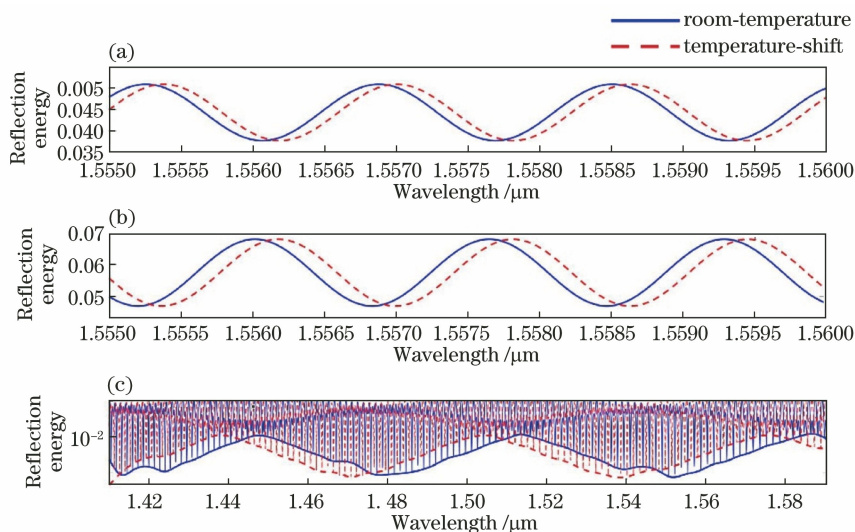 room-temperature
temperature-shift
(a)
Reflection
energy
0.005
0.045
0.040
0.035
1.5550 1.5555 1.5560 1.5565 1.5570 1.5575 1.5580 1.5585 1.5590 1.5595 1.5600
Wavelength /μm
(b)
Reflection
energy
0.07
0.06
0.05
1.5550 1.5555 1.5560 1.5565 1.5570 1.5575 1.5580 1.5585 1.5590 1.5595 1.5600
Wavelength /μm
(c)
Reflection
energy
10⁻²
1.42 1.44 1.46 1.48 1.50 1.52 1.54 1.56 1.58
Wavelength /μm